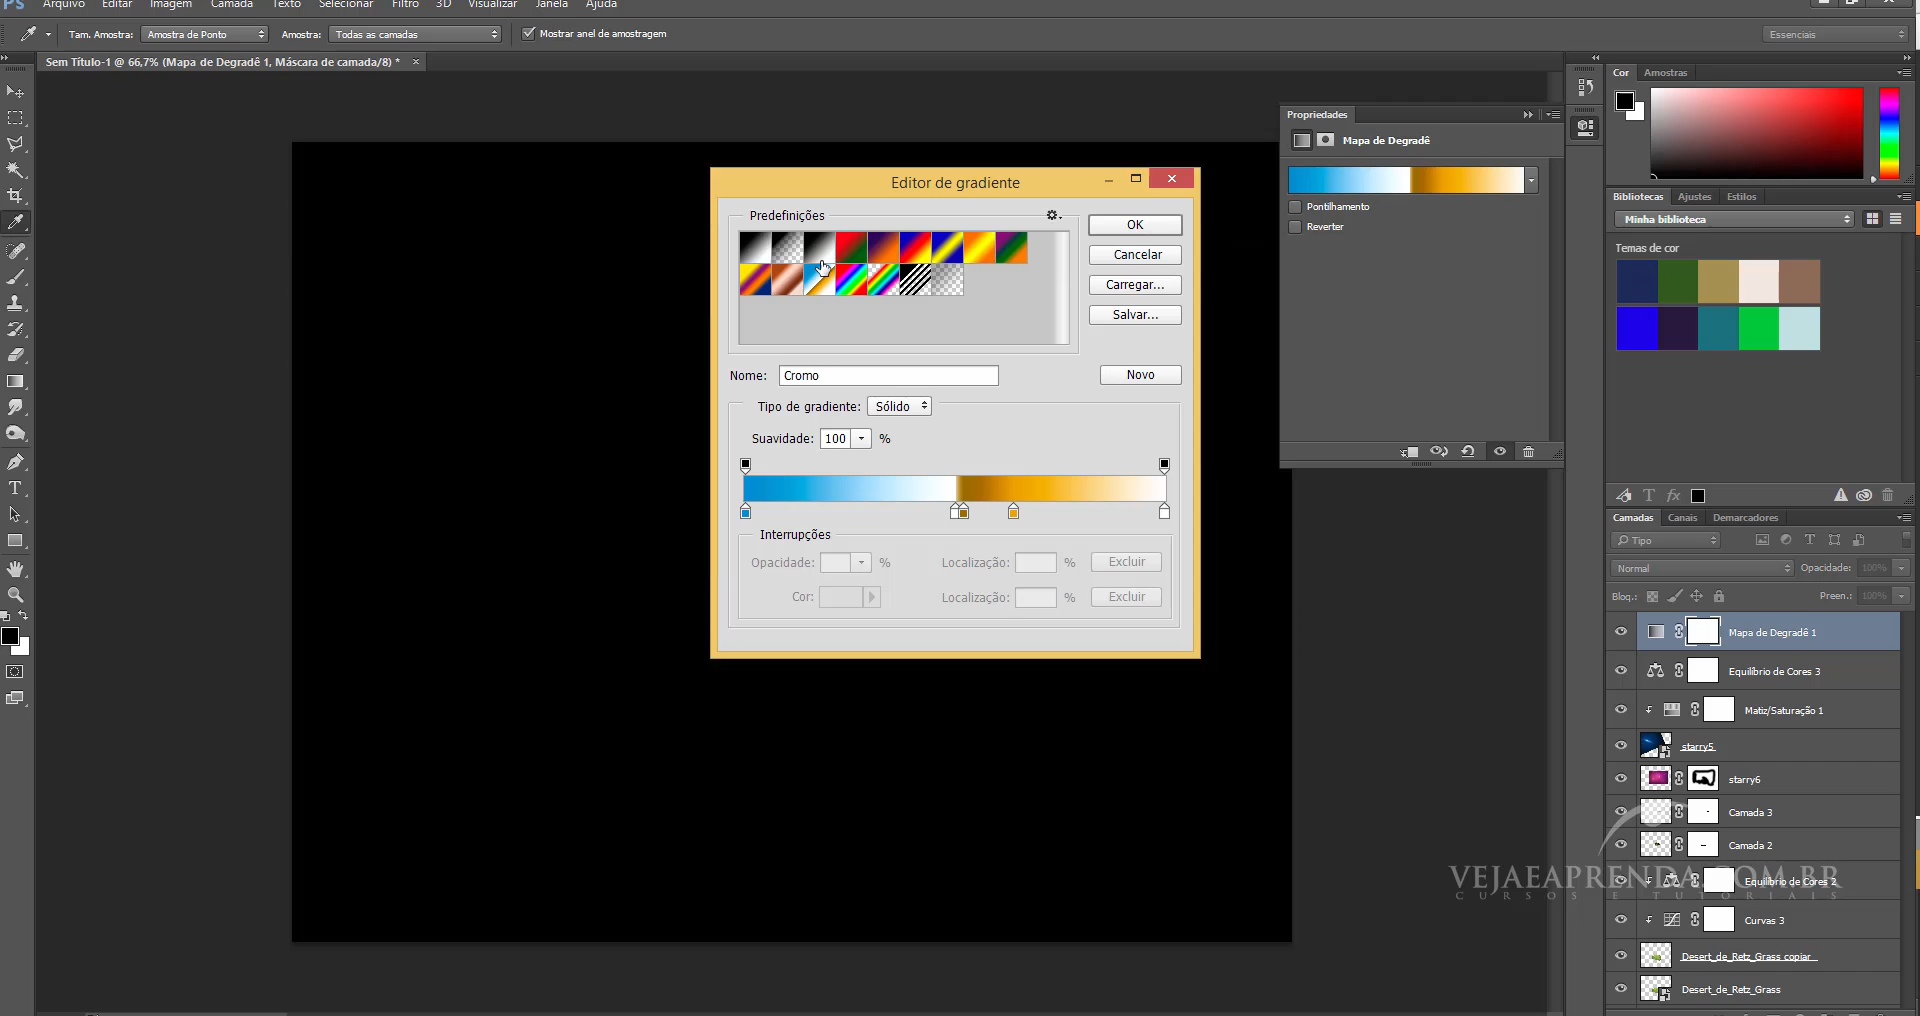 Ps Arquivo Editar Imagem Camada Texto Selecionar Filtro 3D Visualizar Janela Ajuda
Tam. Amostra: Amostra de Ponto Amostra: Todas as camadas Mostrar anel de amostragem Essenciais
Sem Título-1 @ 66,7% (Mapa de Degradê 1, Máscara de camada/8) * ×
Cor Amostras
Propriedades
Mapa de Degradê
Pontilhamento
Reverter
Editor de gradiente
Predefinições
OK
Cancelar
Carregar...
Salvar...
Nome: Cromo
Novo
Tipo de gradiente: Sólido
Suavidade: 100 %
Interrupções
Opacidade: % Localização: % Excluir
Cor: Localização: % Excluir
Bibliotecas Ajustes Estilos
Minha biblioteca
Temas de cor
T fx
Camadas Canais Demarcadores
Tipo
Normal Opacidade: 100%
Bloq.: Preen.: 100%
Mapa de Degradê 1
Equilíbrio de Cores 3
Matiz/Saturação 1
starry5
starry6
Camada 3
Camada 2
Equilíbrio de Cores 2
VEJAEAPRENDA.COM.BR
CURSOS E TUTORIAIS
Curvas 3
Desert_de_Retz_Grass copiar
Desert_de_Retz_Grass